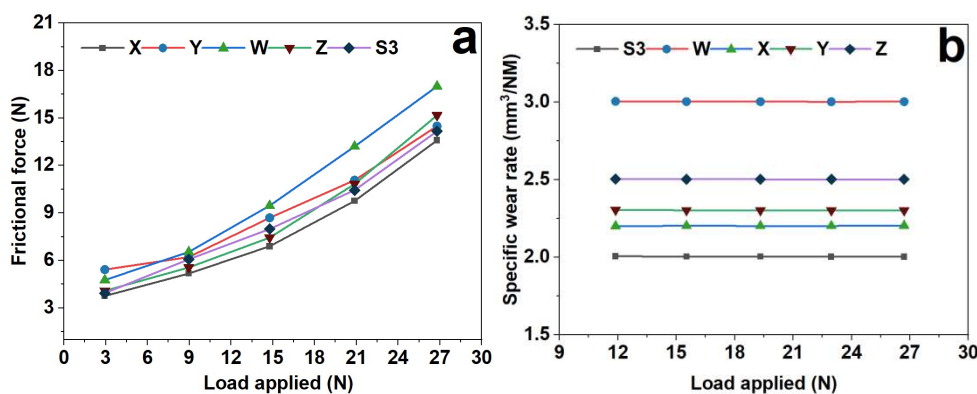 a
X Y W Z S3
21
18
15
12
9
6
3
Frictional force (N)
0 3 6 9 12 15 18 21 24 27 30
Load applied (N)
b
S3 W X Y Z
3.5
3.0
2.5
2.0
1.5
Specific wear rate (mm³/NM)
9 12 15 18 21 24 27 30
Load applied (N)